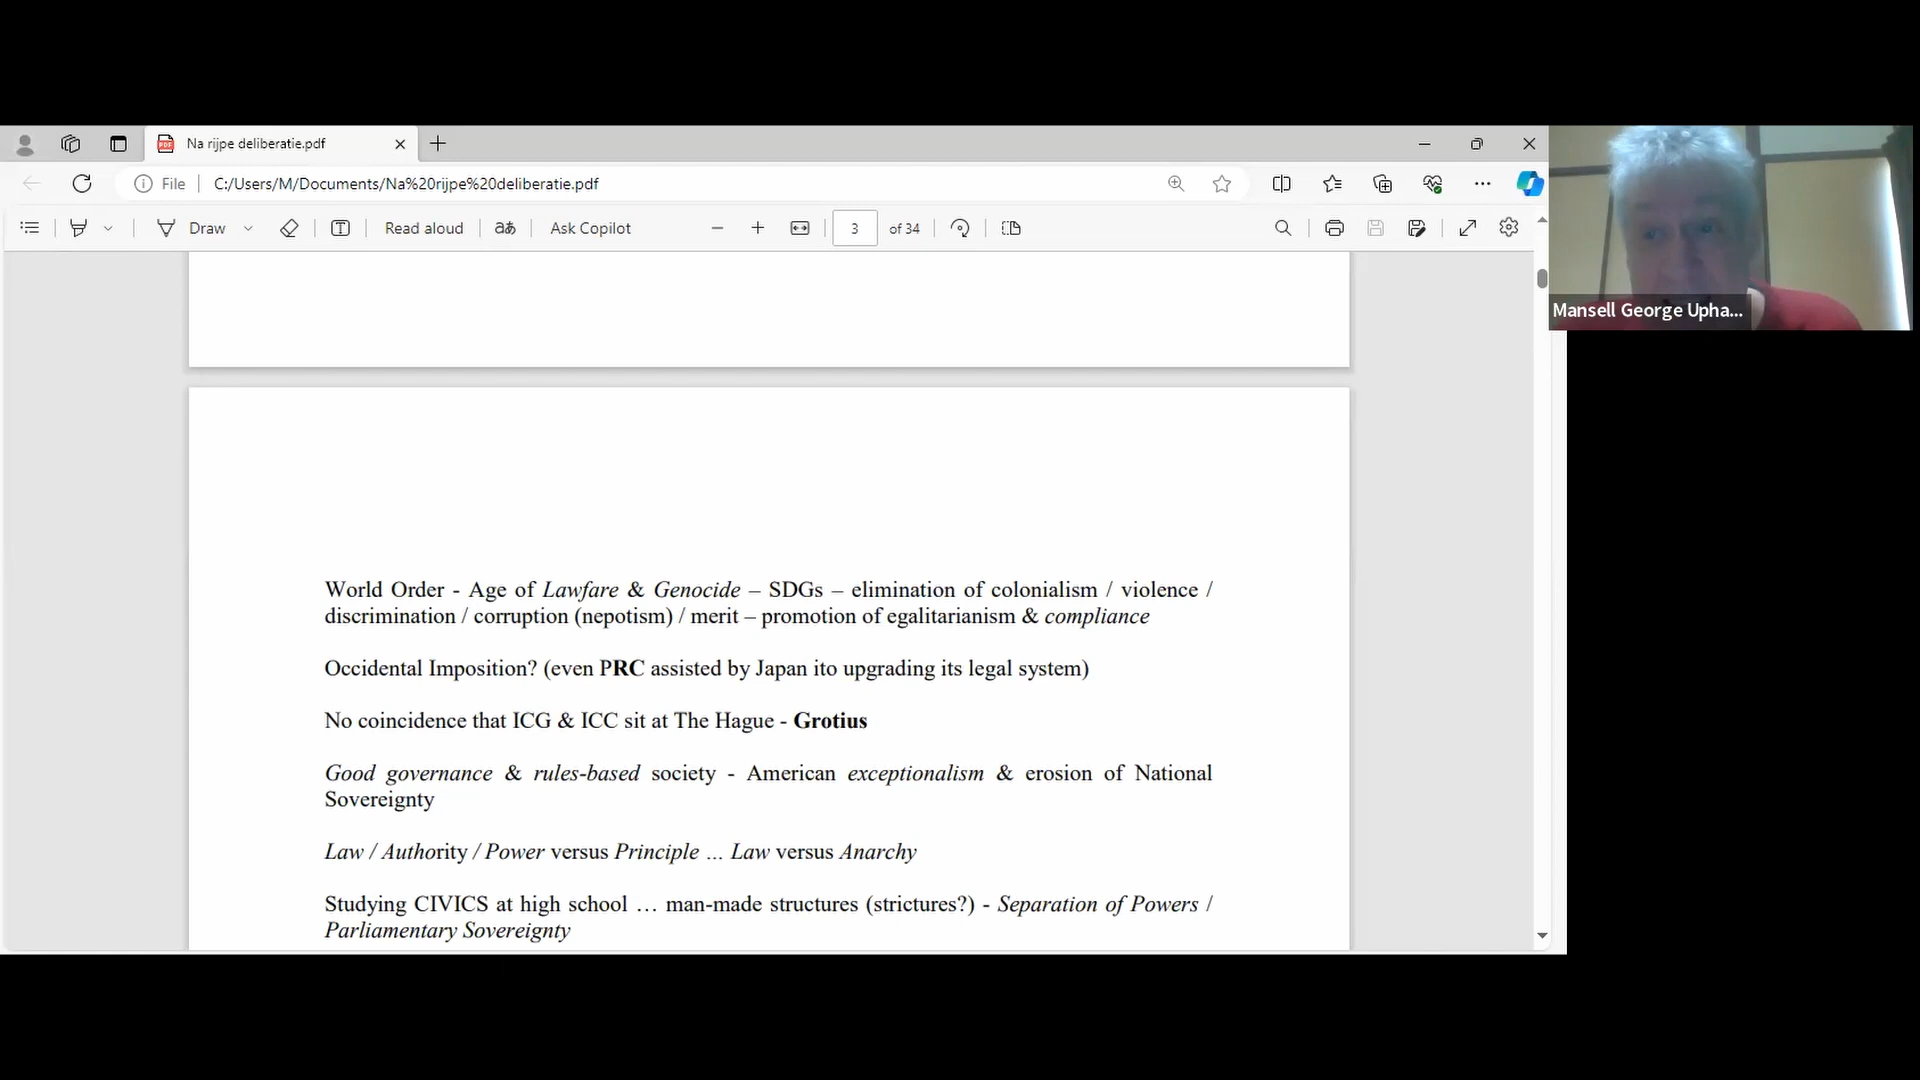 Na rijpe deliberatie.pdf
File C:/Users/M/Documents/Na%20rijpe%20deliberatie.pdf
Draw Read aloud aあ Ask Copilot 3 of 34
Mansell George Upha...
World Order - Age of Lawfare & Genocide – SDGs – elimination of colonialism / violence /
discrimination / corruption (nepotism) / merit – promotion of egalitarianism & compliance
Occidental Imposition? (even PRC assisted by Japan ito upgrading its legal system)
No coincidence that ICG & ICC sit at The Hague - Grotius
Good governance & rules-based society - American exceptionalism & erosion of National
Sovereignty
Law / Authority / Power versus Principle … Law versus Anarchy
Studying CIVICS at high school … man-made structures (strictures?) - Separation of Powers /
Parliamentary Sovereignty